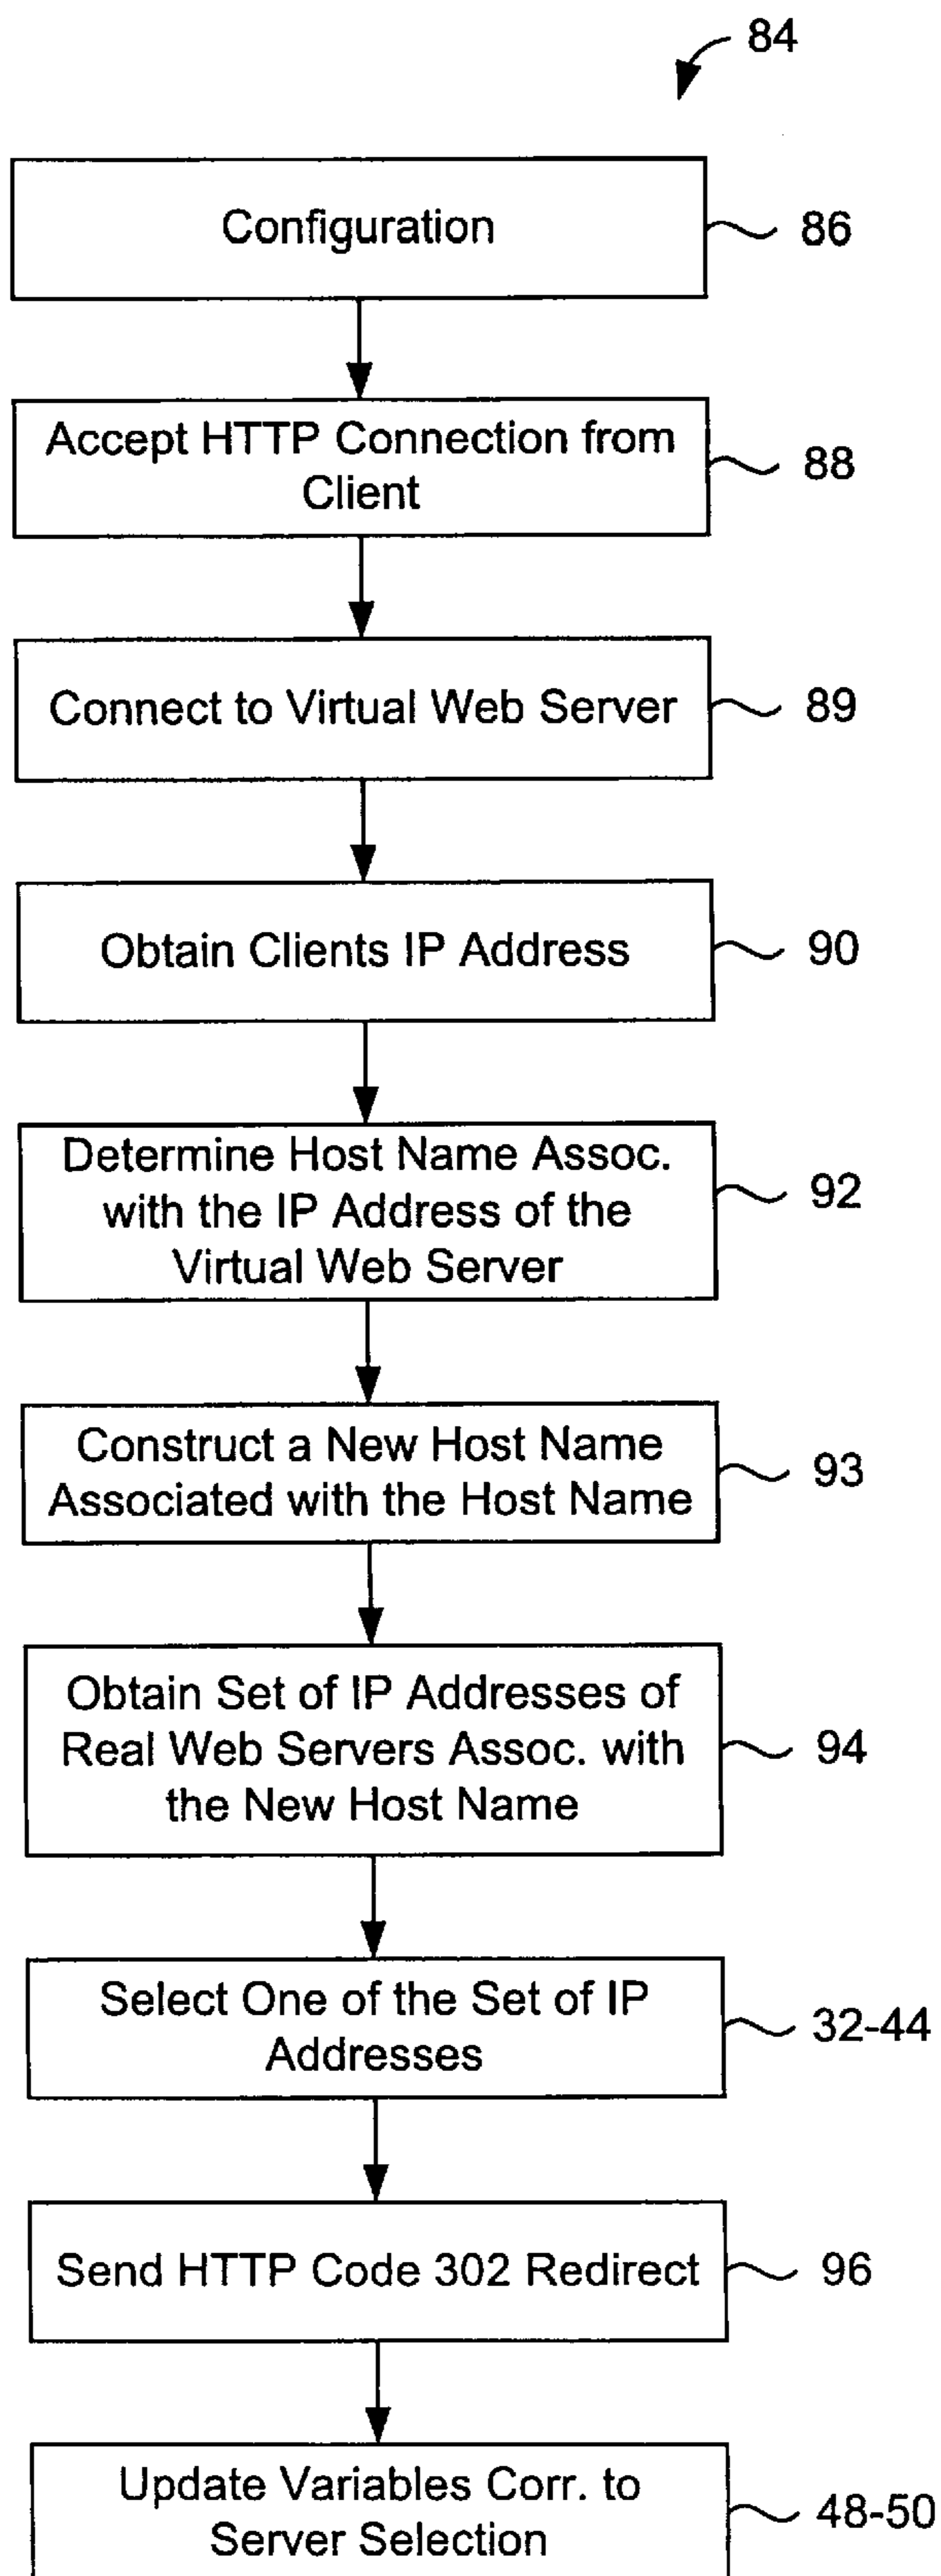 84
Configuration
86
Accept HTTP Connection from
Client
88
Connect to Virtual Web Server
89
Obtain Clients IP Address
90
Determine Host Name Assoc.
with the IP Address of the
Virtual Web Server
92
Construct a New Host Name
Associated with the Host Name
93
Obtain Set of IP Addresses of
Real Web Servers Assoc. with
the New Host Name
94
Select One of the Set of IP
Addresses
32-44
Send HTTP Code 302 Redirect
96
Update Variables Corr. to
Server Selection
48-50